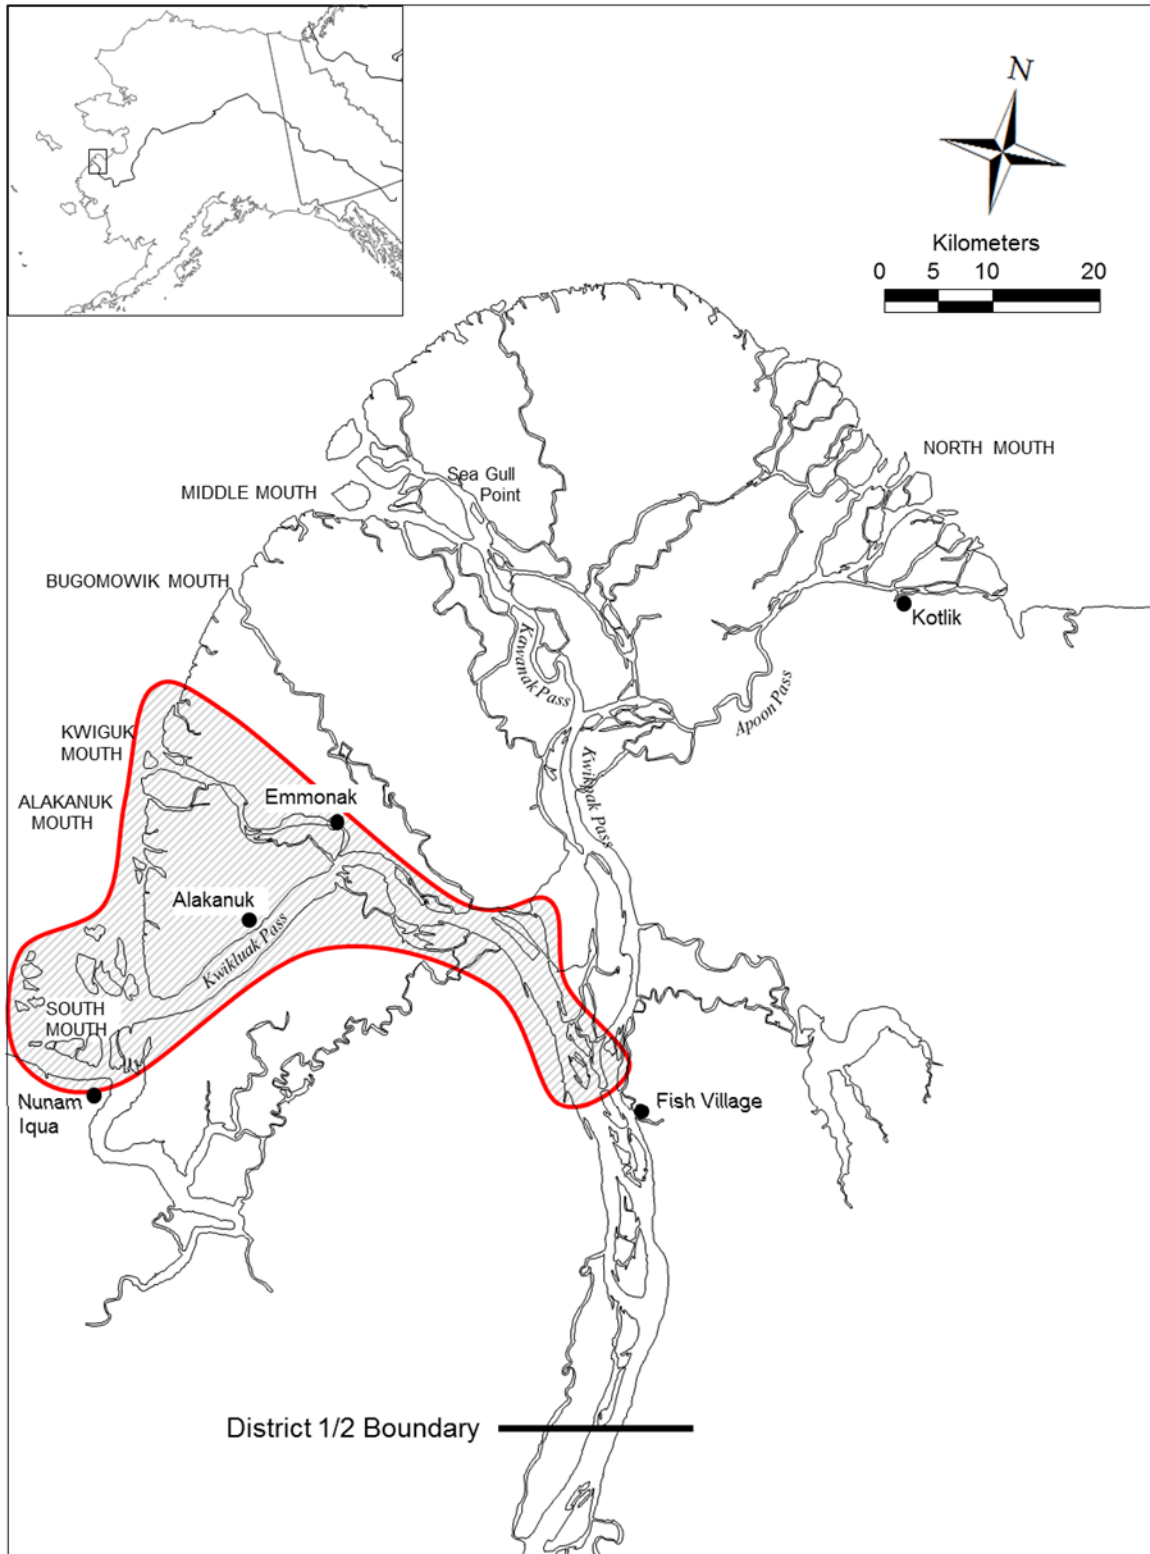 N
Kilometers
0 5 10 20
NORTH MOUTH
Sea Gull
Point
MIDDLE MOUTH
BUGOMOWIK MOUTH
Kotlik
Kawanak Pass
Apoon Pass
KWIGUK
MOUTH
Kwikpak Pass
ALAKANUK
MOUTH
Emmonak
Alakanuk
Kwikluak Pass
SOUTH
MOUTH
Nunam
Iqua
Fish Village
District 1/2 Boundary